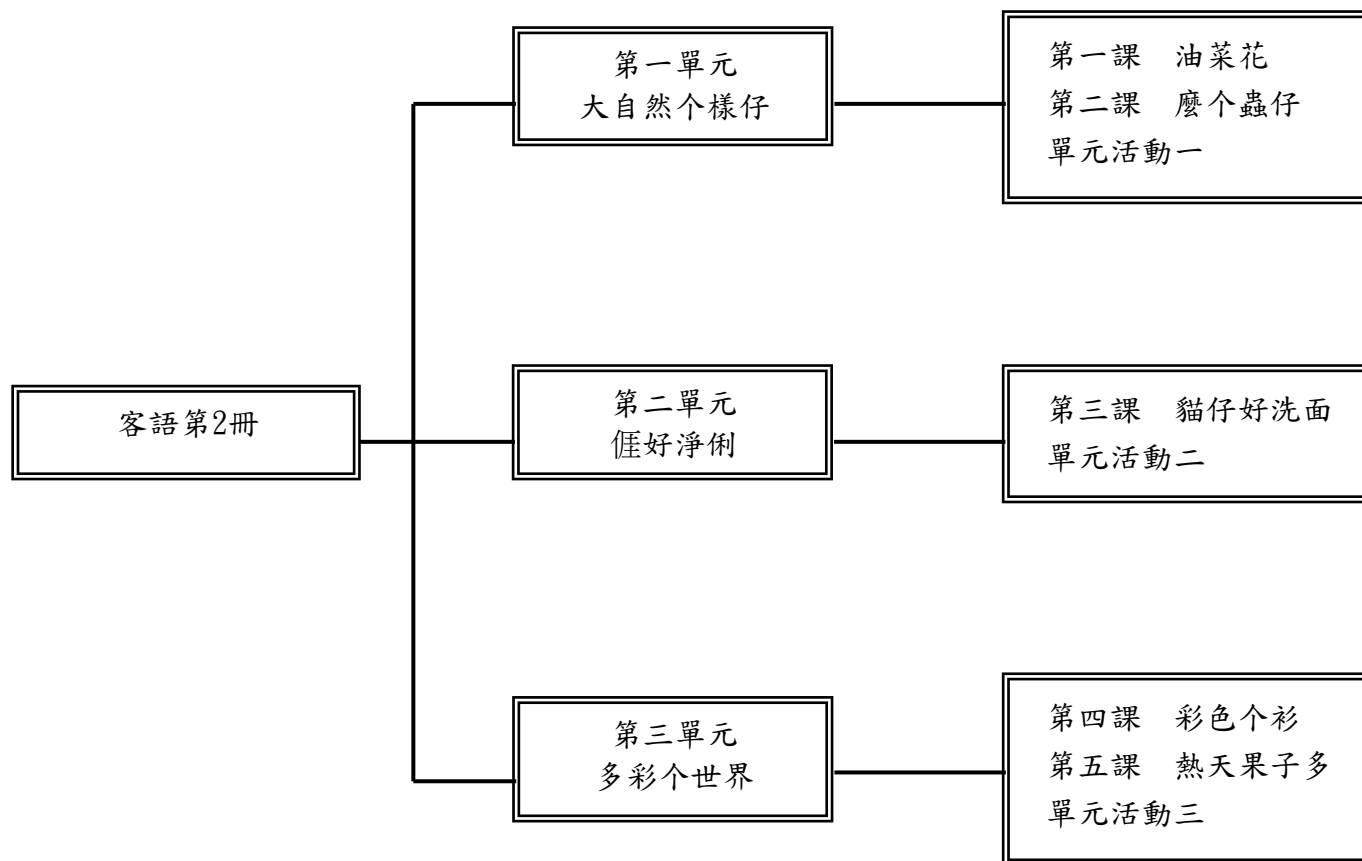 客語第2冊
第一單元
大自然个樣仔
第一課　油菜花
第二課　麼个蟲仔
單元活動一
第二單元
𠊎好淨俐
第三課　貓仔好洗面
單元活動二
第三單元
多彩个世界
第四課　彩色个衫
第五課　熱天果子多
單元活動三